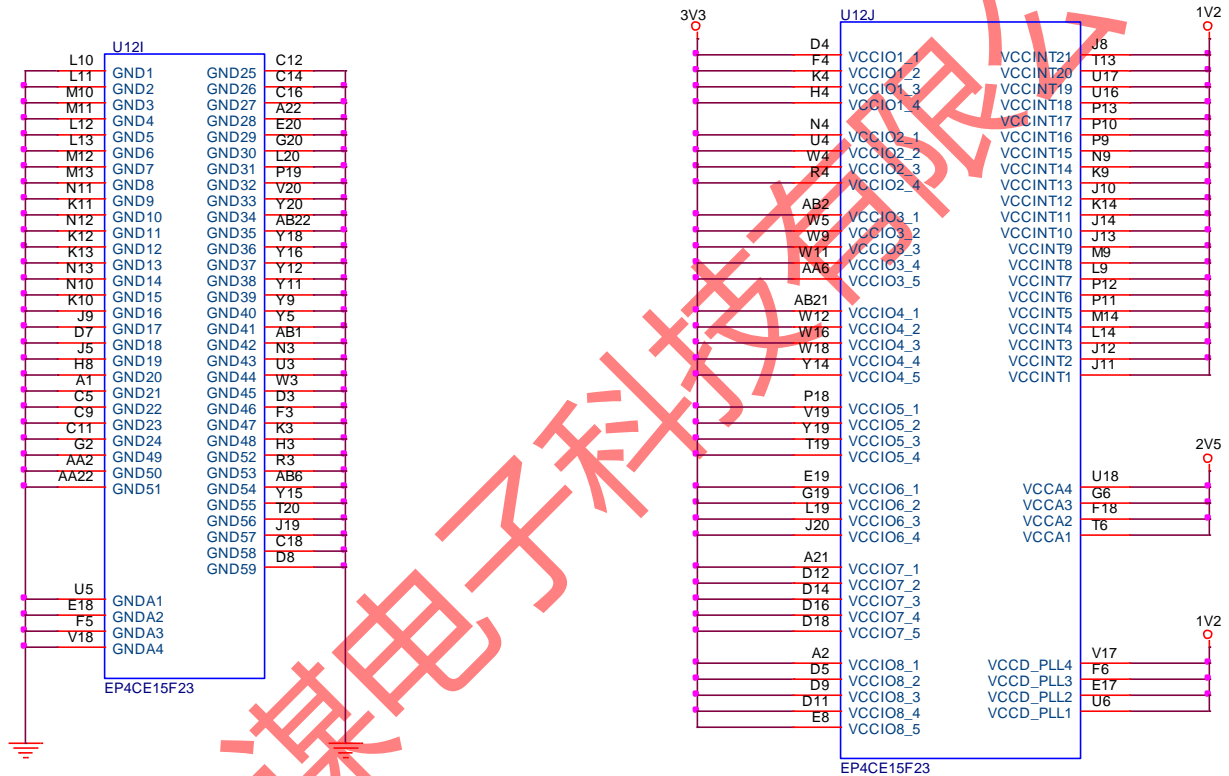 U12I
L10 GND1 GND25 C12
L11 GND2 GND26 C14
M10 GND3 GND27 C16
M11 GND4 GND28 A22
L12 GND5 GND29 E20
L13 GND6 GND30 G20
M12 GND7 GND31 L20
M13 GND8 GND32 P19
N11 GND9 GND33 V20
K11 GND10 GND34 Y20
N12 GND11 GND35 AB22
K12 GND12 GND36 Y18
K13 GND13 GND37 Y16
N13 GND14 GND38 Y12
N10 GND15 GND39 Y11
K10 GND16 GND40 Y9
J9 GND17 GND41 Y5
D7 GND18 GND42 AB1
J5 GND19 GND43 N3
H8 GND20 GND44 U3
A1 GND21 GND45 W3
C5 GND22 GND46 D3
C9 GND23 GND47 F3
C11 GND24 GND48 K3
G2 GND49 GND52 H3
AA2 GND50 GND53 R3
AA22 GND51 GND54 AB6
GND55 Y15
GND56 T20
GND57 J19
GND58 C18
GND59 D8
U5 GNDA1
E18 GNDA2
F5 GNDA3
V18 GNDA4
EP4CE15F23
3V3 U12J 1V2
D4 VCCIO1_1 VCCINT21 J8
F4 VCCIO1_2 VCCINT20 T13
K4 VCCIO1_3 VCCINT19 U17
H4 VCCIO1_4 VCCINT18 U16
VCCINT17 P13
N4 VCCIO2_1 VCCINT16 P10
U4 VCCIO2_2 VCCINT15 P9
W4 VCCIO2_3 VCCINT14 N9
R4 VCCIO2_4 VCCINT13 K9
VCCINT12 J10
AB2 VCCIO3_1 VCCINT11 K14
W5 VCCIO3_2 VCCINT10 J14
W9 VCCIO3_3 VCCINT9 J13
W11 VCCIO3_4 VCCINT8 M9
AA6 VCCIO3_5 VCCINT7 L9
VCCINT6 P12
AB21 VCCIO4_1 VCCINT5 P11
W12 VCCIO4_2 VCCINT4 M14
W16 VCCIO4_3 VCCINT3 L14
W18 VCCIO4_4 VCCINT2 J12
Y14 VCCIO4_5 VCCINT1 J11
P18 VCCIO5_1
V19 VCCIO5_2
Y19 VCCIO5_3
T19 VCCIO5_4
2V5
E19 VCCIO6_1 VCCA4 U18
G19 VCCIO6_2 VCCA3 G6
L19 VCCIO6_3 VCCA2 F18
J20 VCCIO6_4 VCCA1 T6
A21 VCCIO7_1
D12 VCCIO7_2
D14 VCCIO7_3
D16 VCCIO7_4
D18 VCCIO7_5
1V2
A2 VCCIO8_1 VCCD_PLL4 V17
D5 VCCIO8_2 VCCD_PLL3 F6
D9 VCCIO8_3 VCCD_PLL2 E17
D11 VCCIO8_4 VCCD_PLL1 U6
E8 VCCIO8_5
EP4CE15F23
谋电子科技有限公